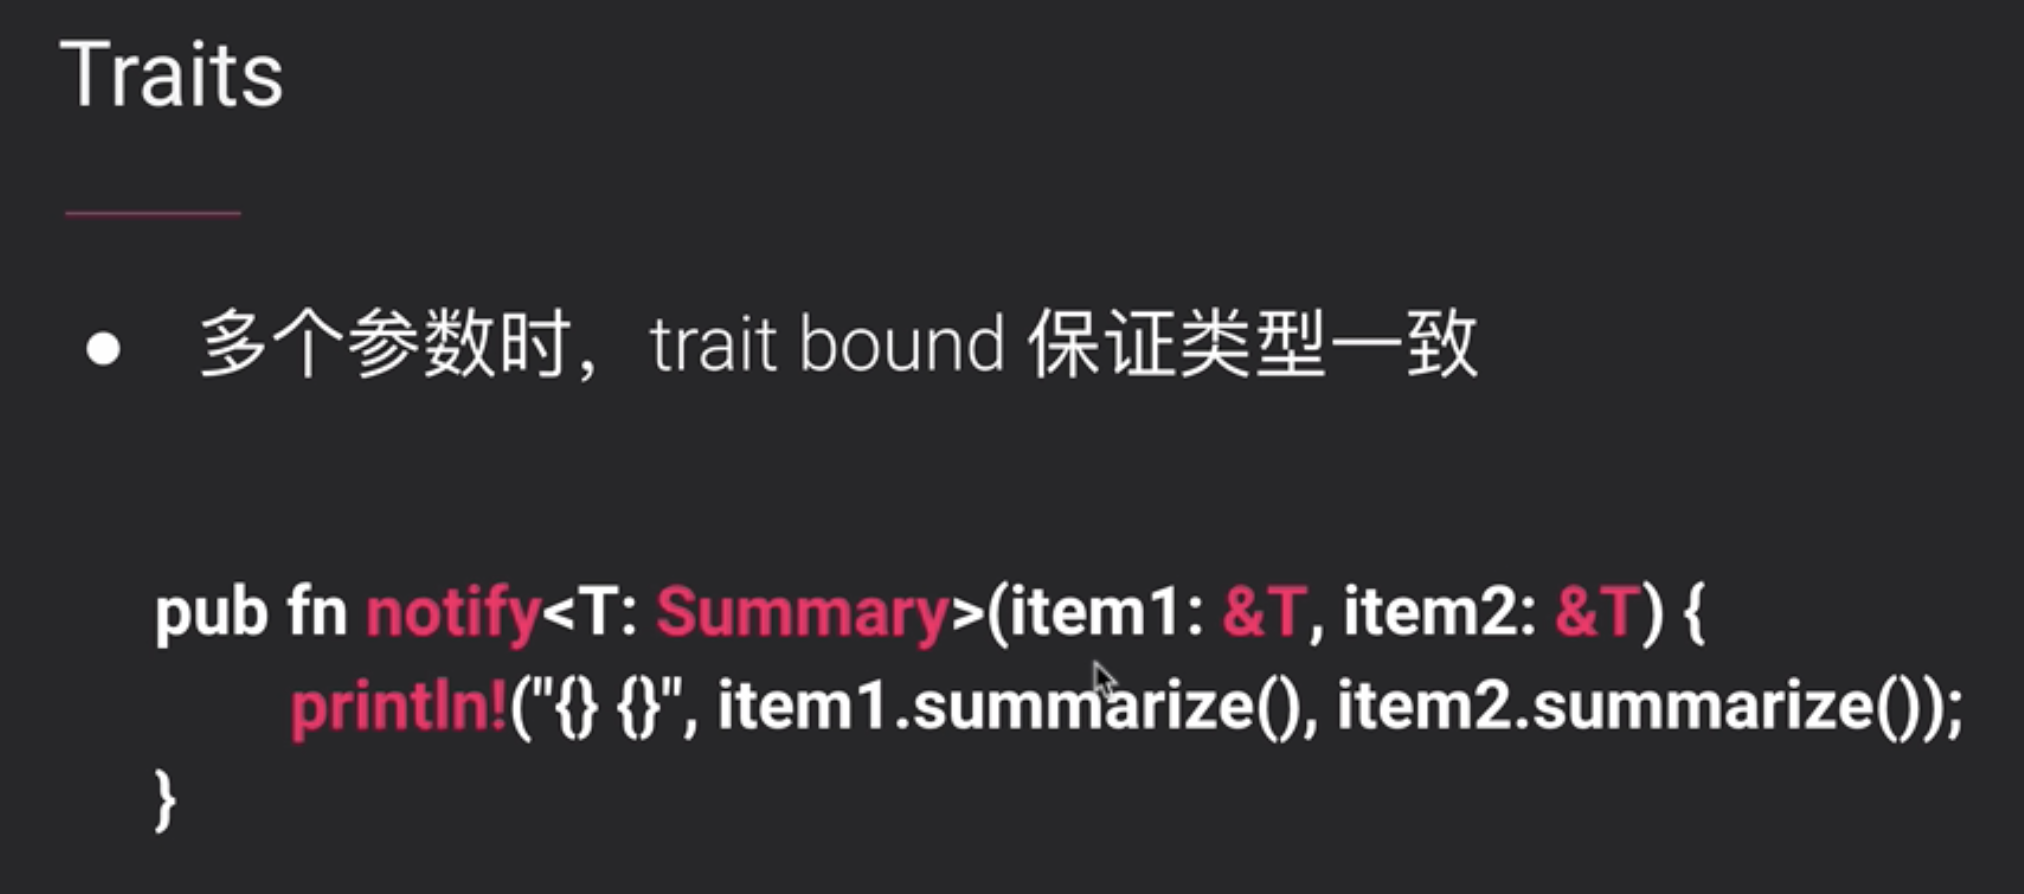 Traits
● 多个参数时，trait bound 保证类型一致
pub fn notify<T: Summary>(item1: &T, item2: &T) {
println!("{} {}", item1.summarize(), item2.summarize());
}